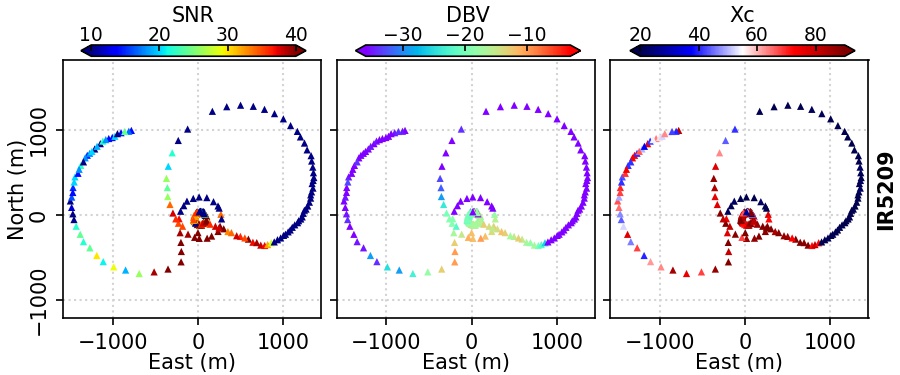 SNR DBV Xc
10 20 30 40 −30 −20 −10 20 40 60 80
North (m)
1000
0
−1000
IR5209
−1000 0 1000 −1000 0 1000 −1000 0 1000
East (m) East (m) East (m)